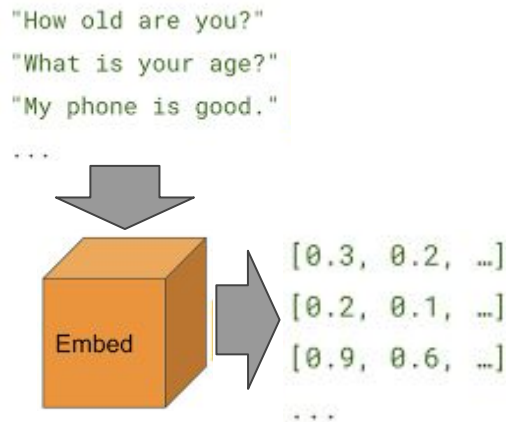 "How old are you?"
"What is your age?"
"My phone is good."
...
Embed
[0.3, 0.2, …]
[0.2, 0.1, …]
[0.9, 0.6, …]
...